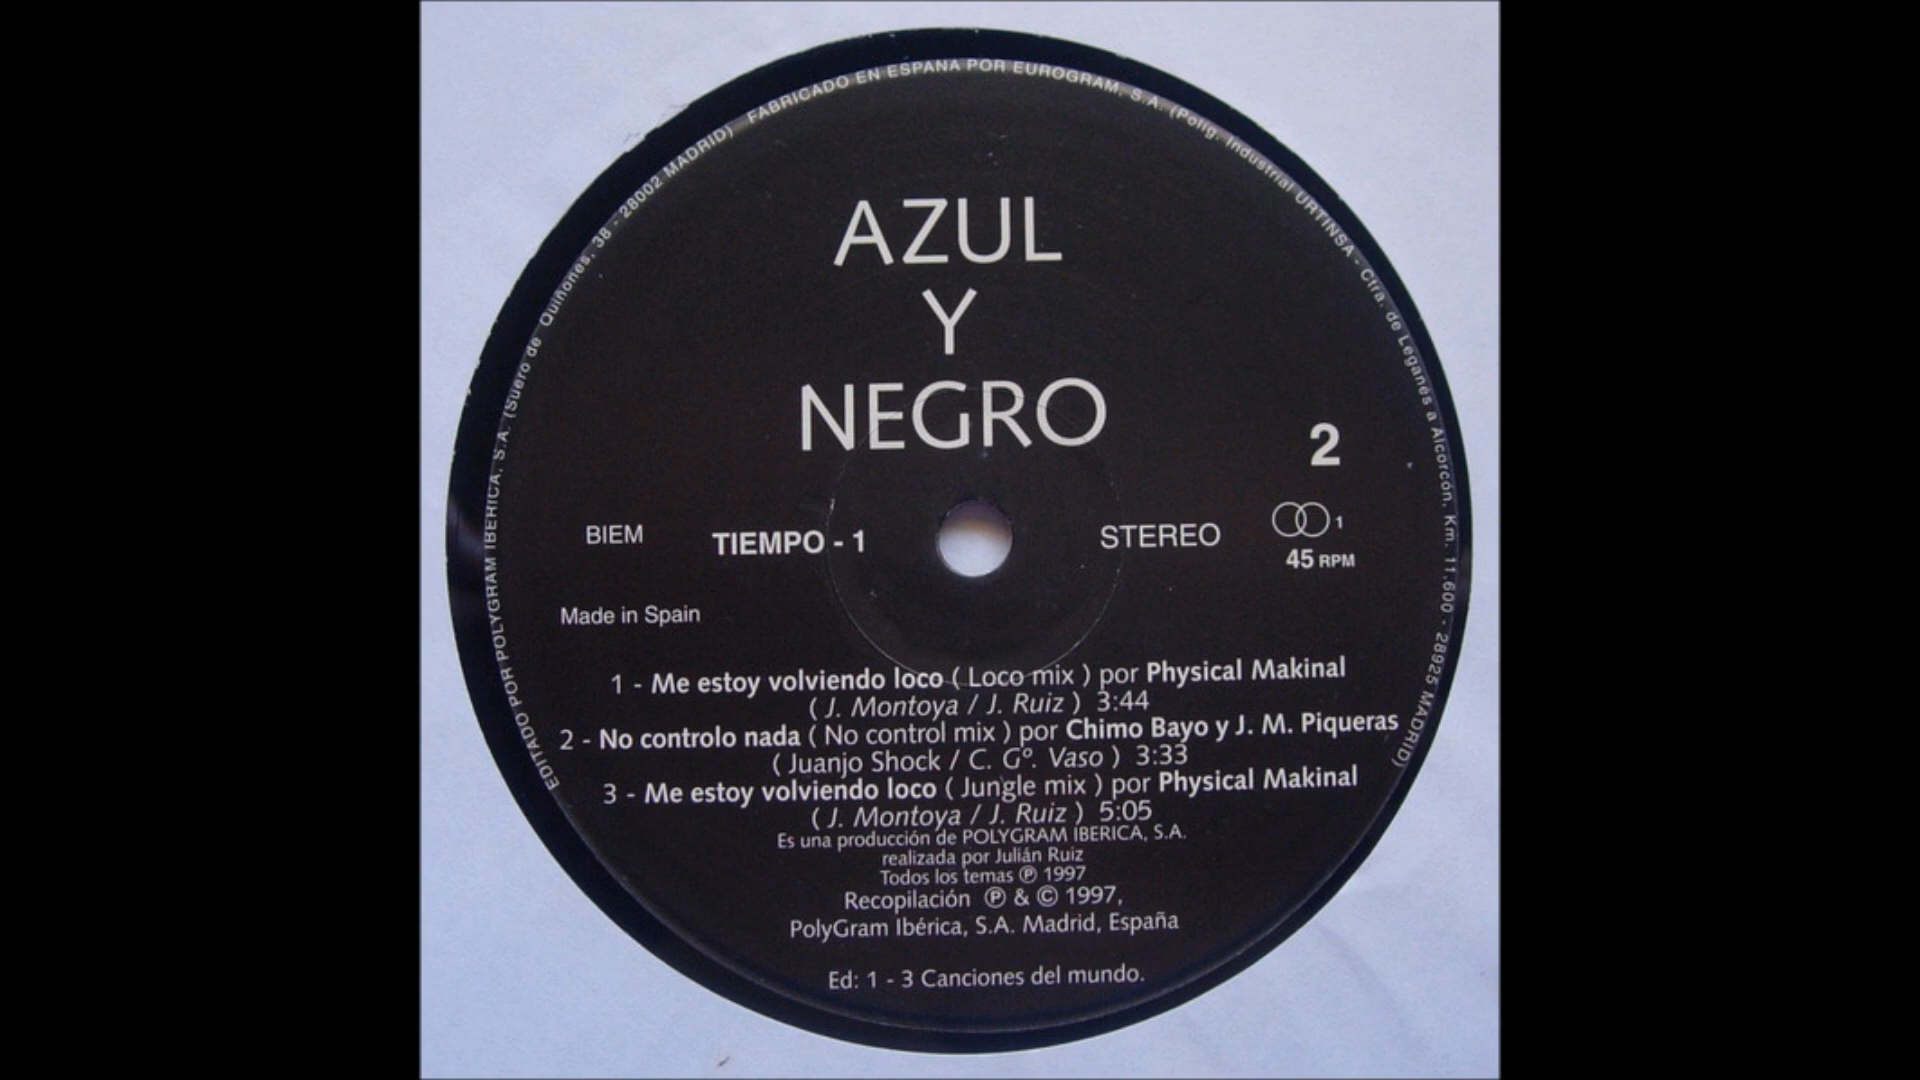 EDITADO POR POLYGRAM IBERICA, S.A. (Suero de Quiñones, 38 - 28002 MADRID) FABRICADO EN ESPAÑA POR EUROGRAM, S.A. (Polig. Industrial URTINSA - Ctra. de Leganés a Alcorcón, Km. 11.600 - 28925 MADRID)
AZUL
Y
NEGRO
2
BIEM TIEMPO - 1 STEREO 1
45 RPM
Made in Spain
1 - Me estoy volviendo loco ( Loco mix ) por Physical Makinal
( J. Montoya / J. Ruiz ) 3:44
2 - No controlo nada ( No control mix ) por Chimo Bayo y J. M. Piqueras
( Juanjo Shock / C. Gº. Vaso ) 3:33
3 - Me estoy volviendo loco ( Jungle mix ) por Physical Makinal
( J. Montoya / J. Ruiz ) 5:05
Es una producción de POLYGRAM IBERICA, S.A.
realizada por Julián Ruiz
Todos los temas ℗ 1997
Recopilación ℗ & © 1997,
PolyGram Ibérica, S.A. Madrid, España
Ed: 1 - 3 Canciones del mundo.